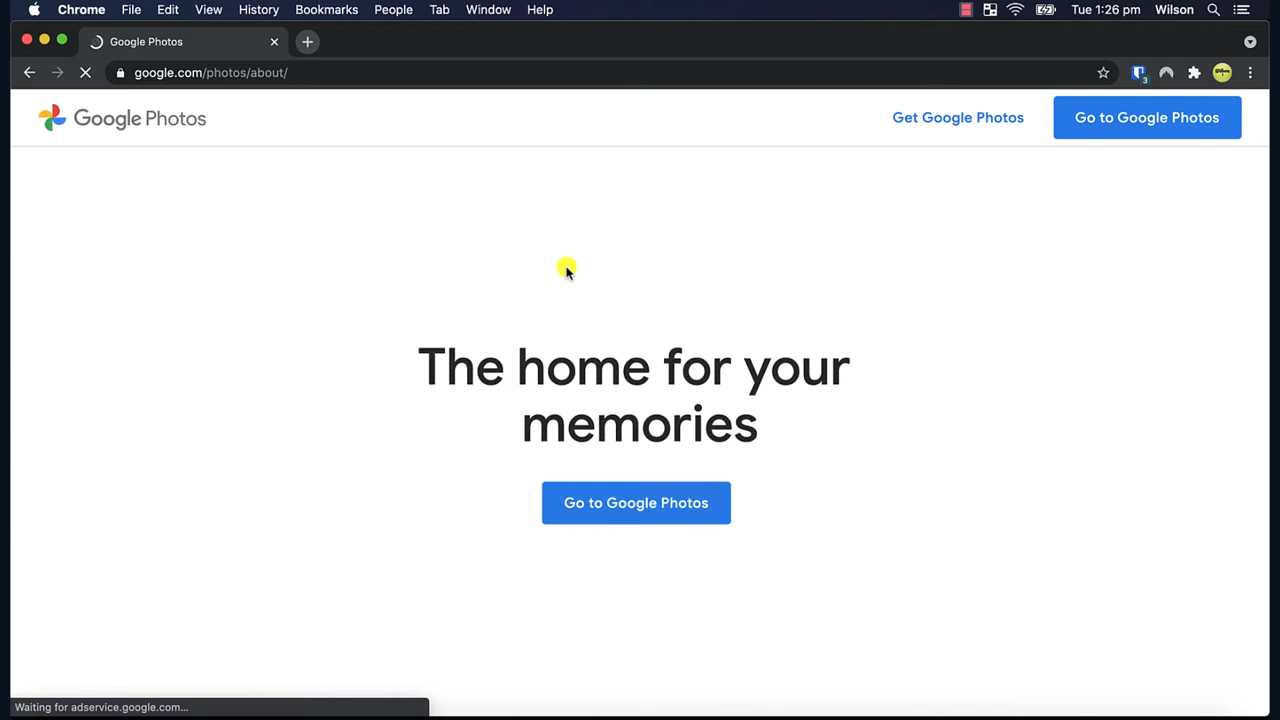 Chrome File Edit View History Bookmarks People Tab Window Help Tue 1:26 pm Wilson
Google Photos
google.com/photos/about/
3
Google Photos Get Google Photos Go to Google Photos
The home for your
memories
Go to Google Photos
Waiting for adservice.google.com...